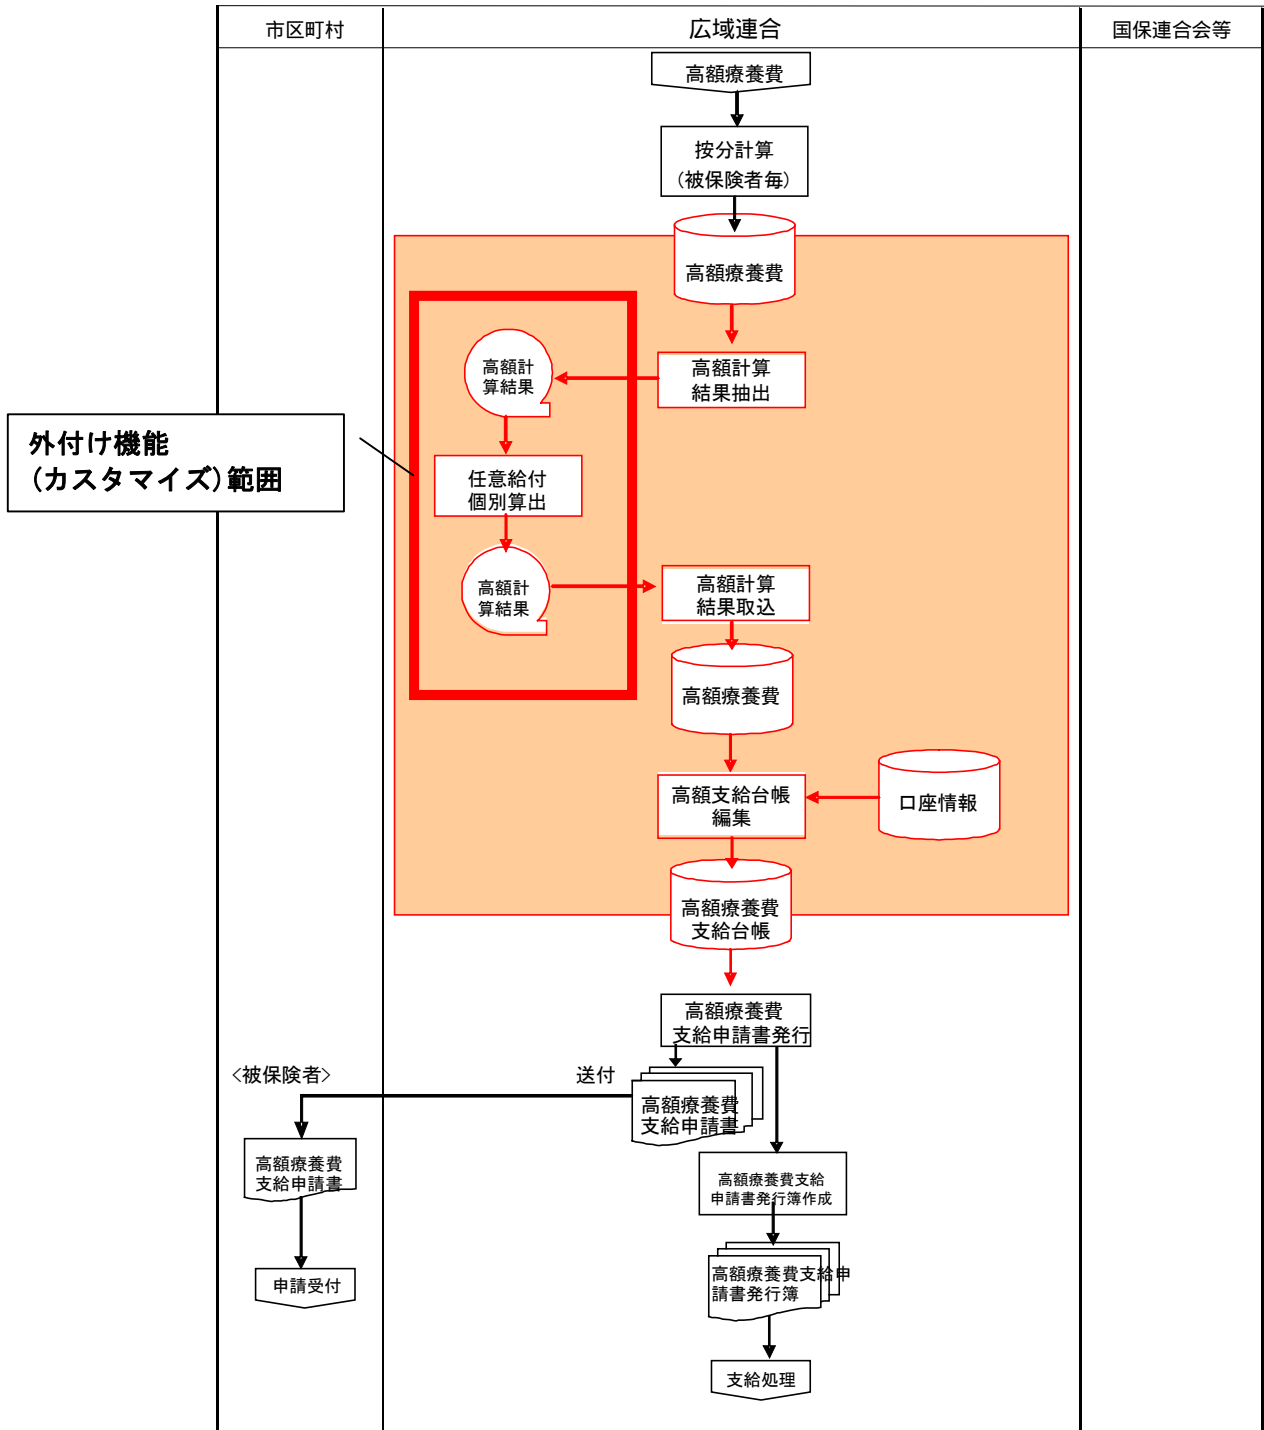 市区町村
広域連合
国保連合会等
高額療養費
按分計算
（被保険者毎）
高額療養費
高額計算
結果抽出
高額計
算結果
外付け機能
（カスタマイズ）範囲
任意給付
個別算出
高額計
算結果
高額計算
結果取込
高額療養費
高額支給台帳
編集
口座情報
高額療養費
支給台帳
高額療養費
支給申請書発行
<被保険者>
送付
高額療養費
支給申請書
高額療養費
支給申請書
高額療養費支給
申請書発行簿作成
申請受付
高額療養費支給申
請書発行簿
支給処理